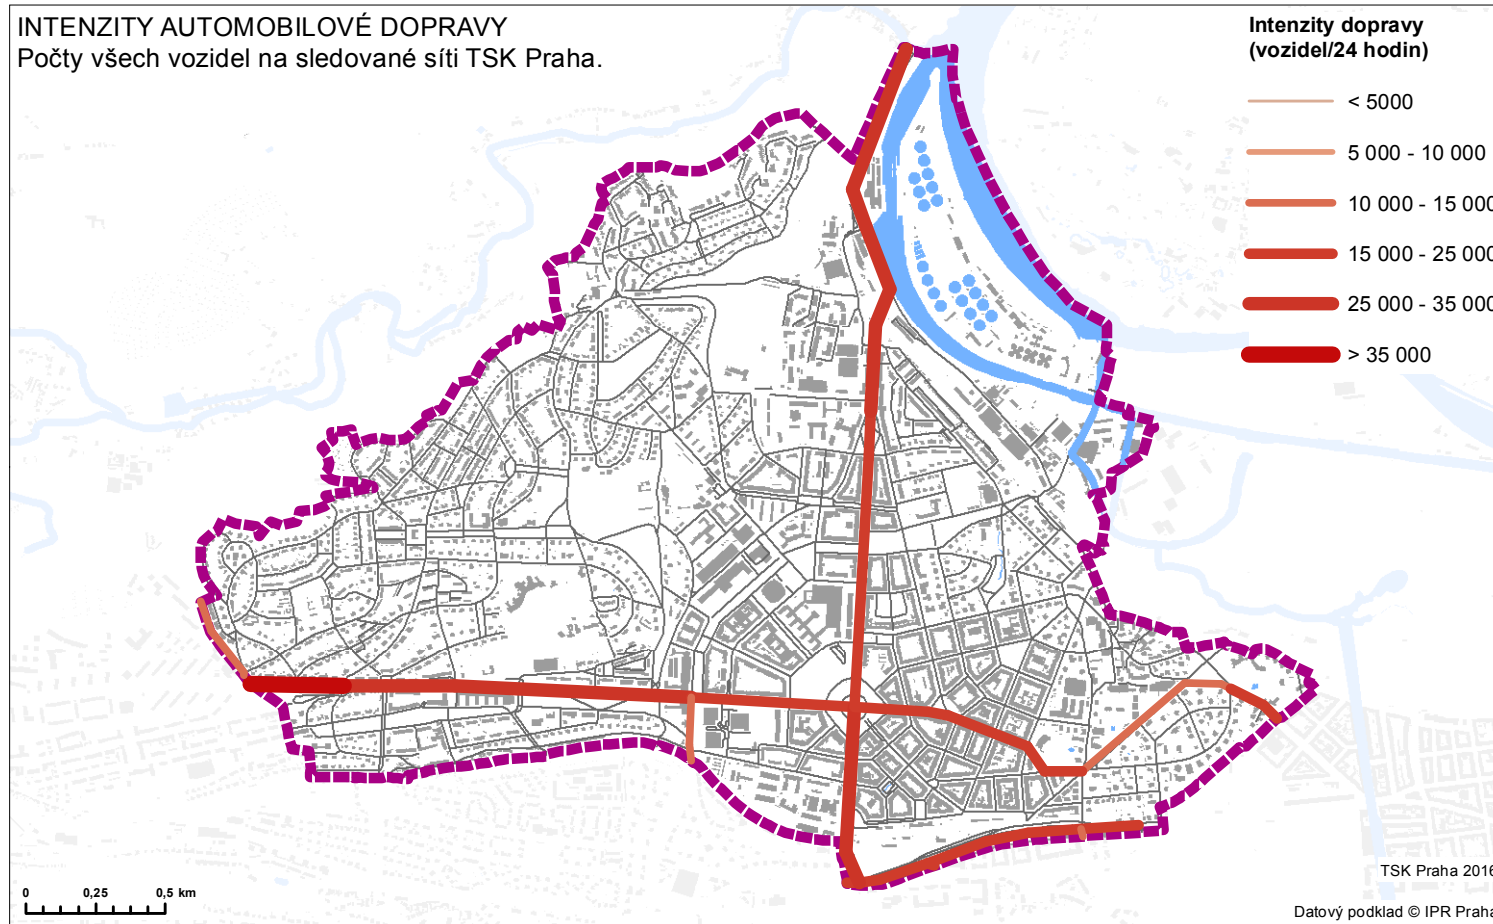 INTENZITY AUTOMOBILOVÉ DOPRAVY
Počty všech vozidel na sledované síti TSK Praha.
Intenzity dopravy
(vozidel/24 hodin)
< 5000
5 000 - 10 000
10 000 - 15 000
15 000 - 25 000
25 000 - 35 000
> 35 000
0 0,25 0,5 km
TSK Praha 2016
Datový podklad © IPR Praha